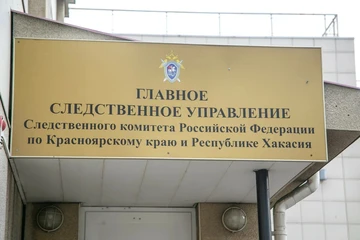 ГЛАВНОЕ
СЛЕДСТВЕННОЕ УПРАВЛЕНИЕ
Следственного комитета Российской Федерации
по Красноярскому краю и Республике Хакасия